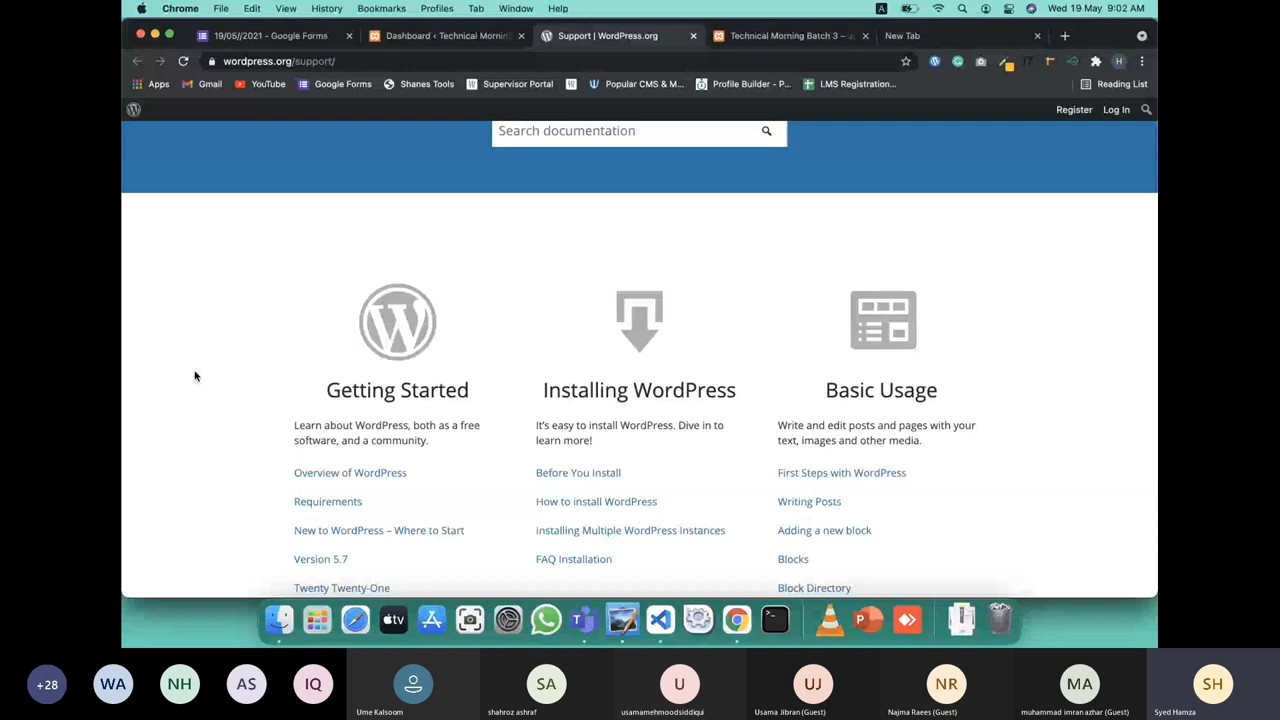 Chrome File Edit View History Bookmarks Profiles Tab Window Help A Wed 19 May 9:02 AM
19/05//2021 - Google Forms Dashboard ‹ Technical Mornin Support | WordPress.org Technical Morning Batch 3 – New Tab
wordpress.org/support/ H
Apps Gmail YouTube Google Forms Shanes Tools Supervisor Portal Popular CMS & M... Profile Builder - P... LMS Registration... Reading List
Register Log In
Search documentation
Getting Started
Learn about WordPress, both as a free
software, and a community.
Overview of WordPress
Requirements
New to WordPress – Where to Start
Version 5.7
Twenty Twenty-One
Installing WordPress
It's easy to install WordPress. Dive in to
learn more!
Before You Install
How to install WordPress
Installing Multiple WordPress Instances
FAQ Installation
Basic Usage
Write and edit posts and pages with your
text, images and other media.
First Steps with WordPress
Writing Posts
Adding a new block
Blocks
Block Directory
tv P
+28 WA NH AS IQ SA U UJ NR MA SH
Ume Kalsoom shahroz ashraf usamamehmoodsiddiqui Usama Jibran (Guest) Najma Raees (Guest) muhammad imran azhar (Guest) Syed Hamza